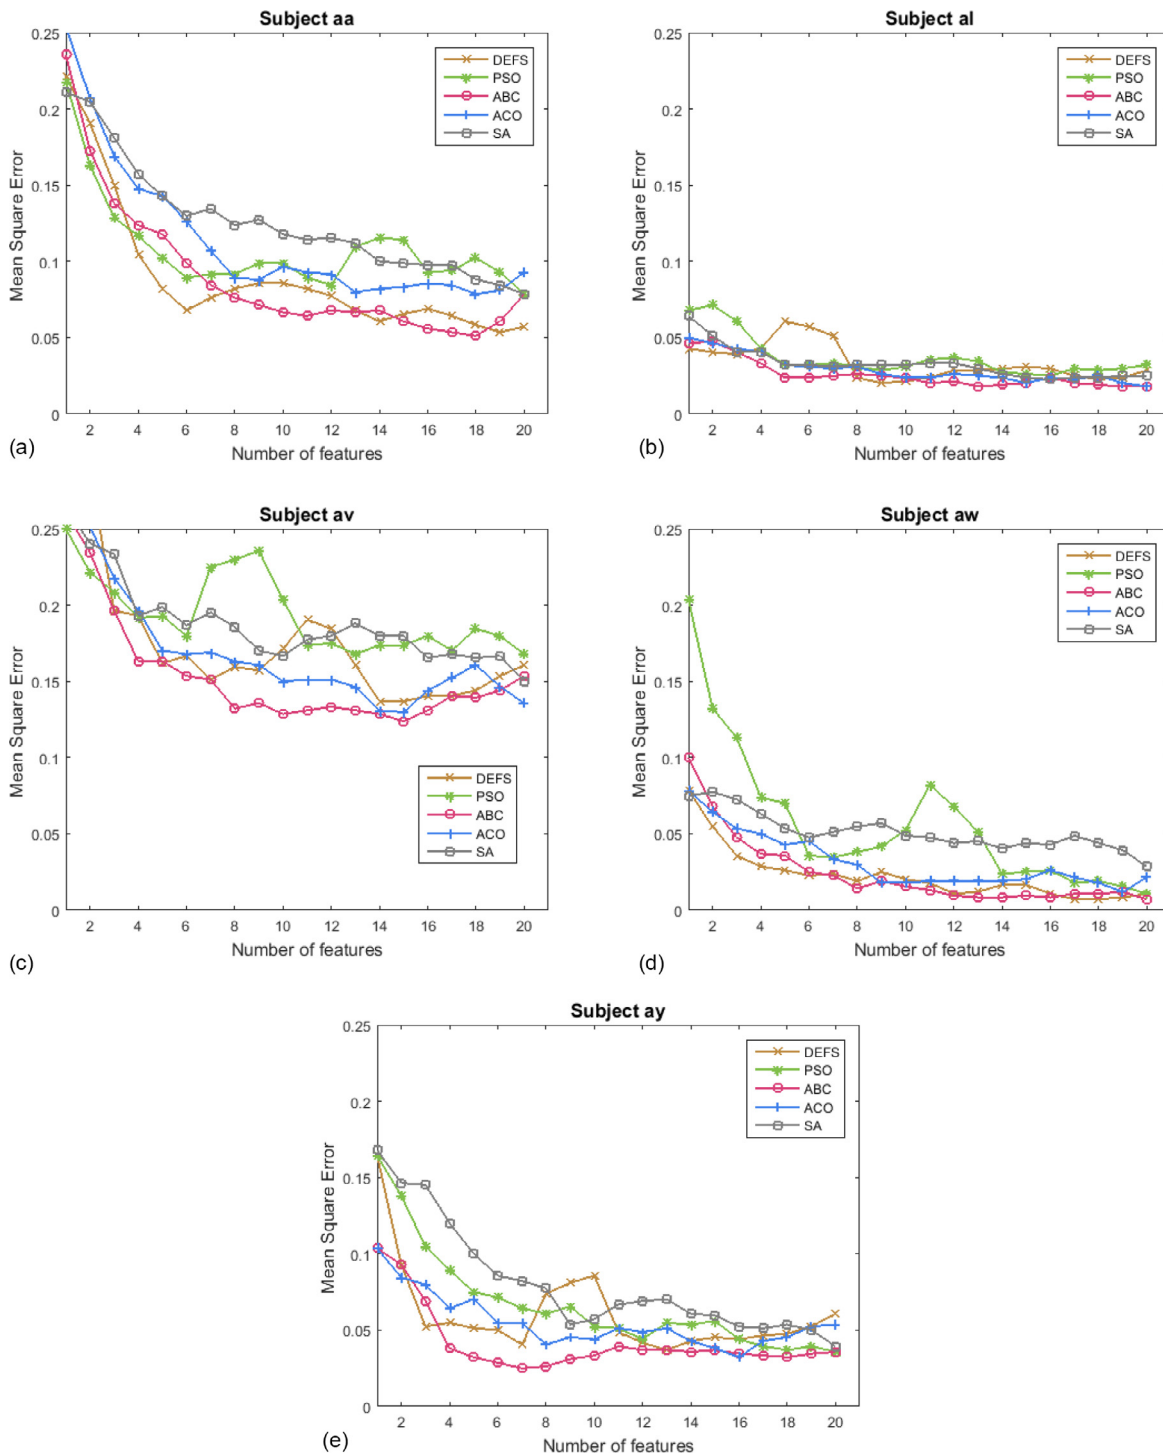 Subject aa
0.25
0.2
0.15
0.1
0.05
0
Mean Square Error
DEFS
PSO
ABC
ACO
SA
2 4 6 8 10 12 14 16 18 20
Number of features
(a)
Subject al
0.25
0.2
0.15
0.1
0.05
0
Mean Square Error
DEFS
PSO
ABC
ACO
SA
2 4 6 8 10 12 14 16 18 20
Number of features
(b)
Subject av
0.25
0.2
0.15
0.1
0.05
0
Mean Square Error
DEFS
PSO
ABC
ACO
SA
2 4 6 8 10 12 14 16 18 20
Number of features
(c)
Subject aw
0.25
0.2
0.15
0.1
0.05
0
Mean Square Error
DEFS
PSO
ABC
ACO
SA
2 4 6 8 10 12 14 16 18 20
Number of features
(d)
Subject ay
0.25
0.2
0.15
0.1
0.05
0
Mean Square Error
DEFS
PSO
ABC
ACO
SA
2 4 6 8 10 12 14 16 18 20
Number of features
(e)